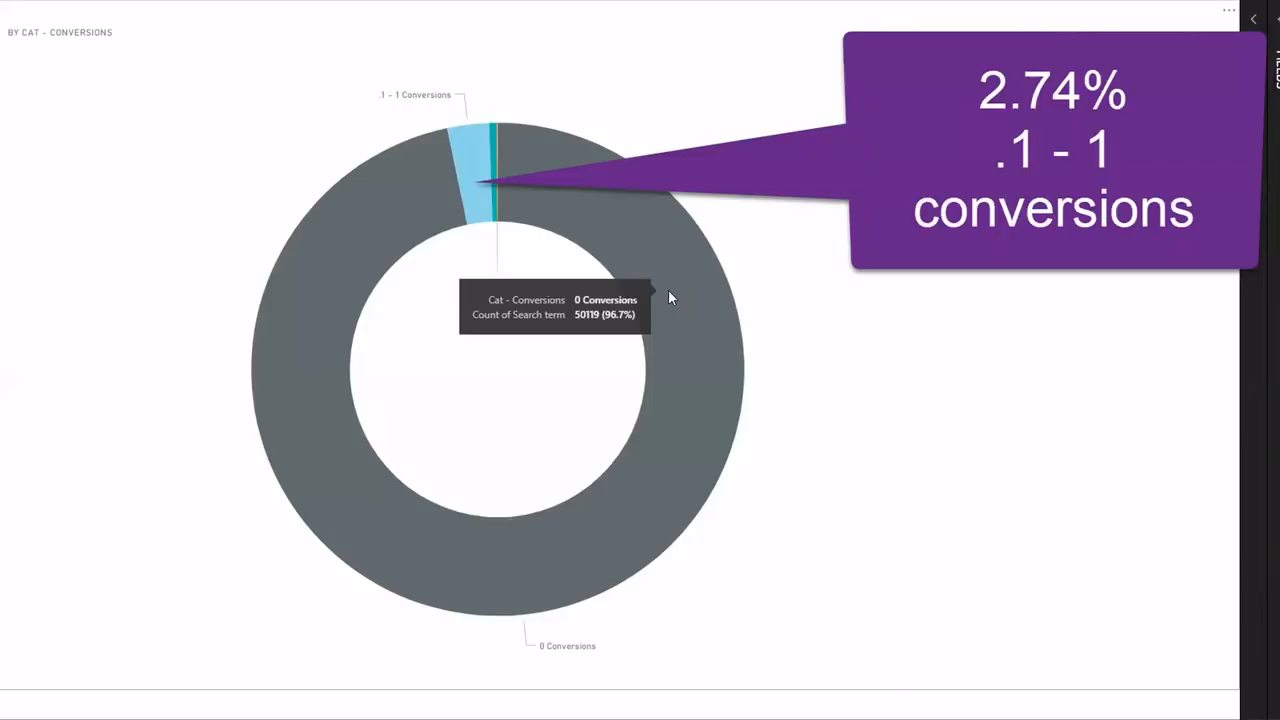 BY CAT - CONVERSIONS
.1 - 1 Conversions
2.74%
.1 - 1
conversions
Cat - Conversions 0 Conversions
Count of Search term 50119 (96.7%)
0 Conversions